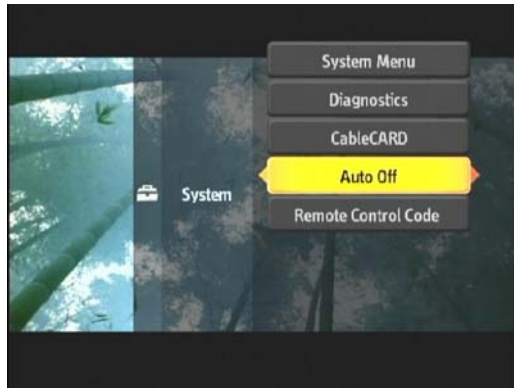 System Menu
Diagnostics
CableCARD
Auto Off
System
Remote Control Code